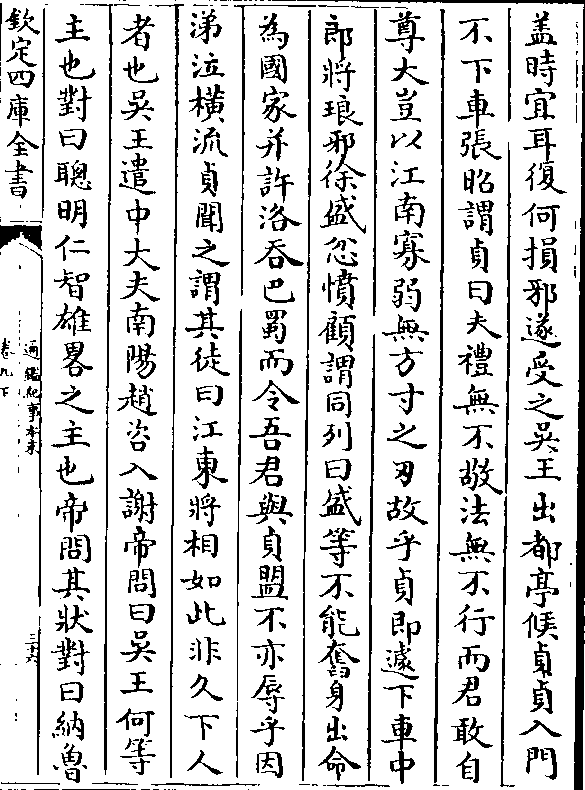 盖時宜耳復何損邪遂受之吳王出都亭候貞貞入門
不下車張昭謂貞曰夫禮無不敬法無不行而君敢自
尊大豈以江南寡弱無方寸之刃故乎貞即遽下車中
郎將琅邪徐盛忿憤顧謂同列曰盛等不能奮身出命
為國家并許洛吞巴蜀而令吾君與貞盟不亦辱乎因
涕泣橫流貞聞之謂其徒曰江東將相如此非久下人
者也吳王遣中大夫南陽趙咨入謝帝問曰吳王何等
主也對曰聰明仁智雄畧之主也帝問其狀對曰納魯
欽定四庫全書
通鑑紀事本末
卷九下
三十六